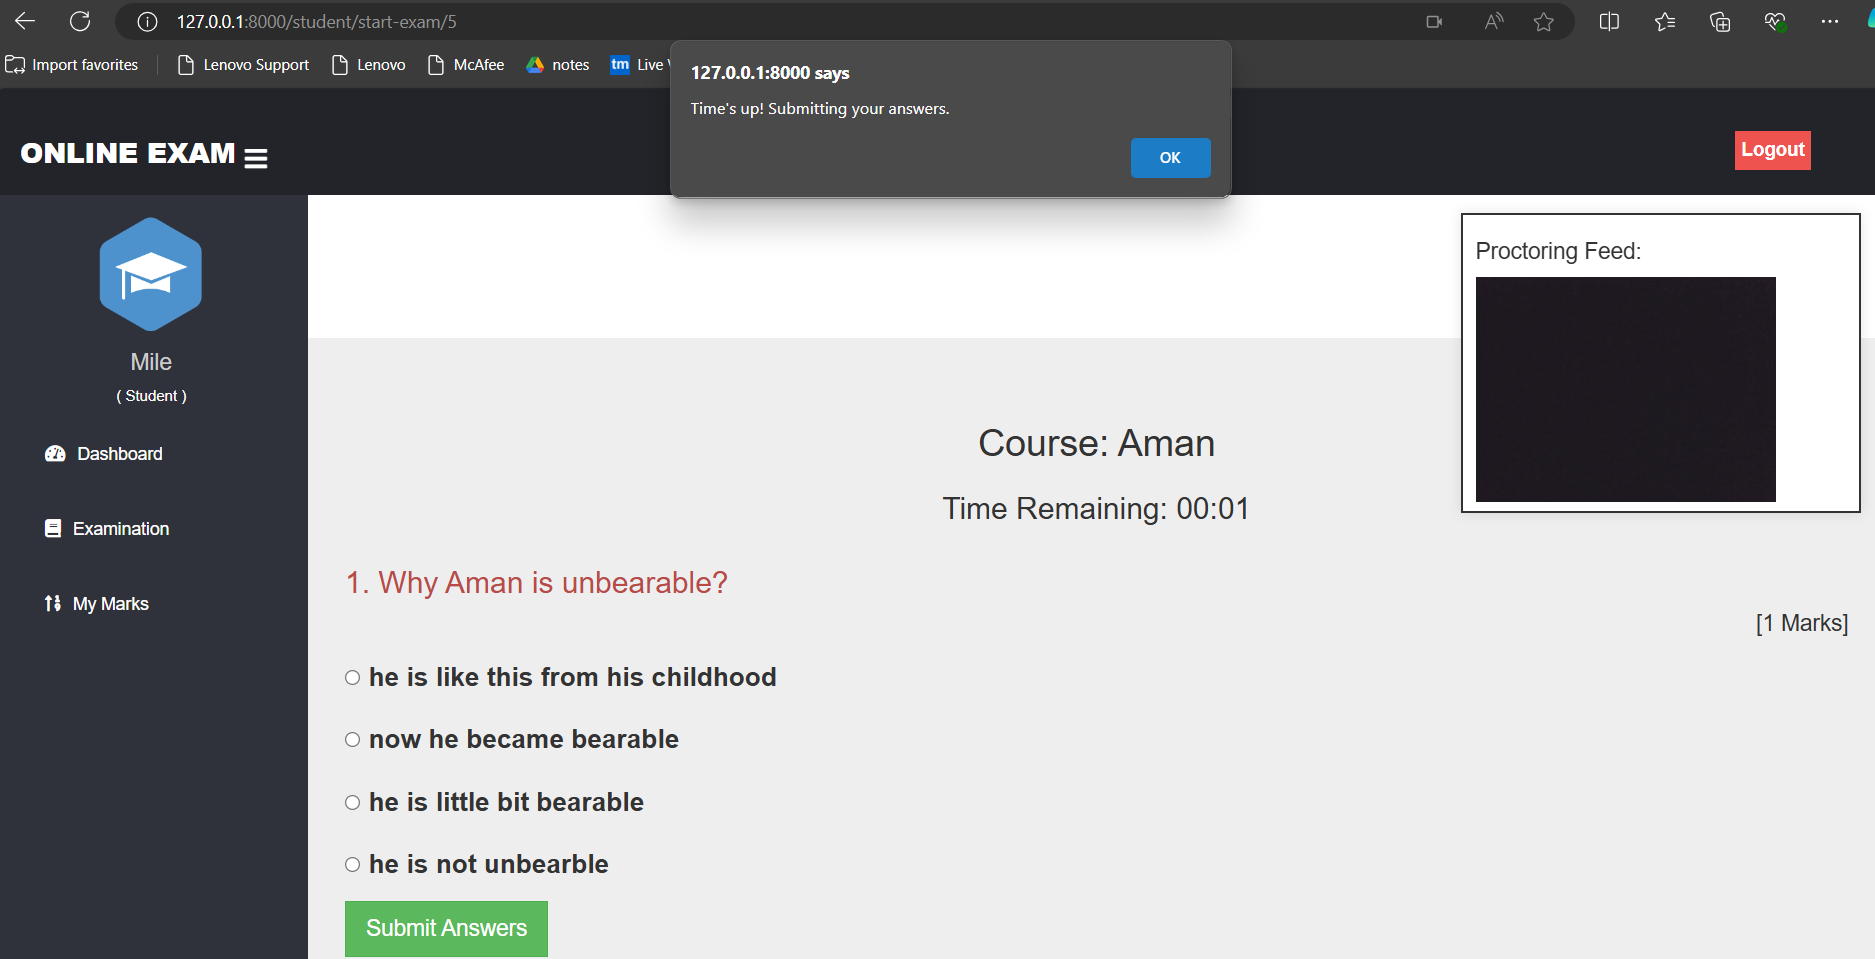 127.0.0.1:8000/student/start-exam/5
Import favorites
Lenovo Support
Lenovo
McAfee
notes
tm Live
127.0.0.1:8000 says
Time's up! Submitting your answers.
OK
ONLINE EXAM
Logout
Mile
( Student )
Dashboard
Examination
My Marks
Proctoring Feed:
Course: Aman
Time Remaining: 00:01
1. Why Aman is unbearable?
[1 Marks]
he is like this from his childhood
now he became bearable
he is little bit bearable
he is not unbearble
Submit Answers